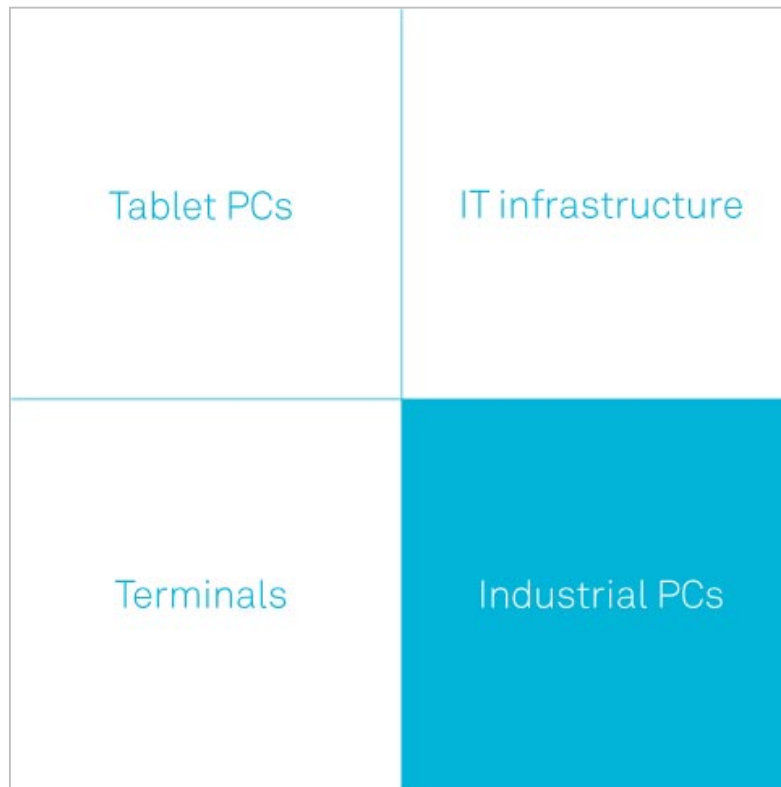 Tablet PCs
IT infrastructure
Terminals
Industrial PCs